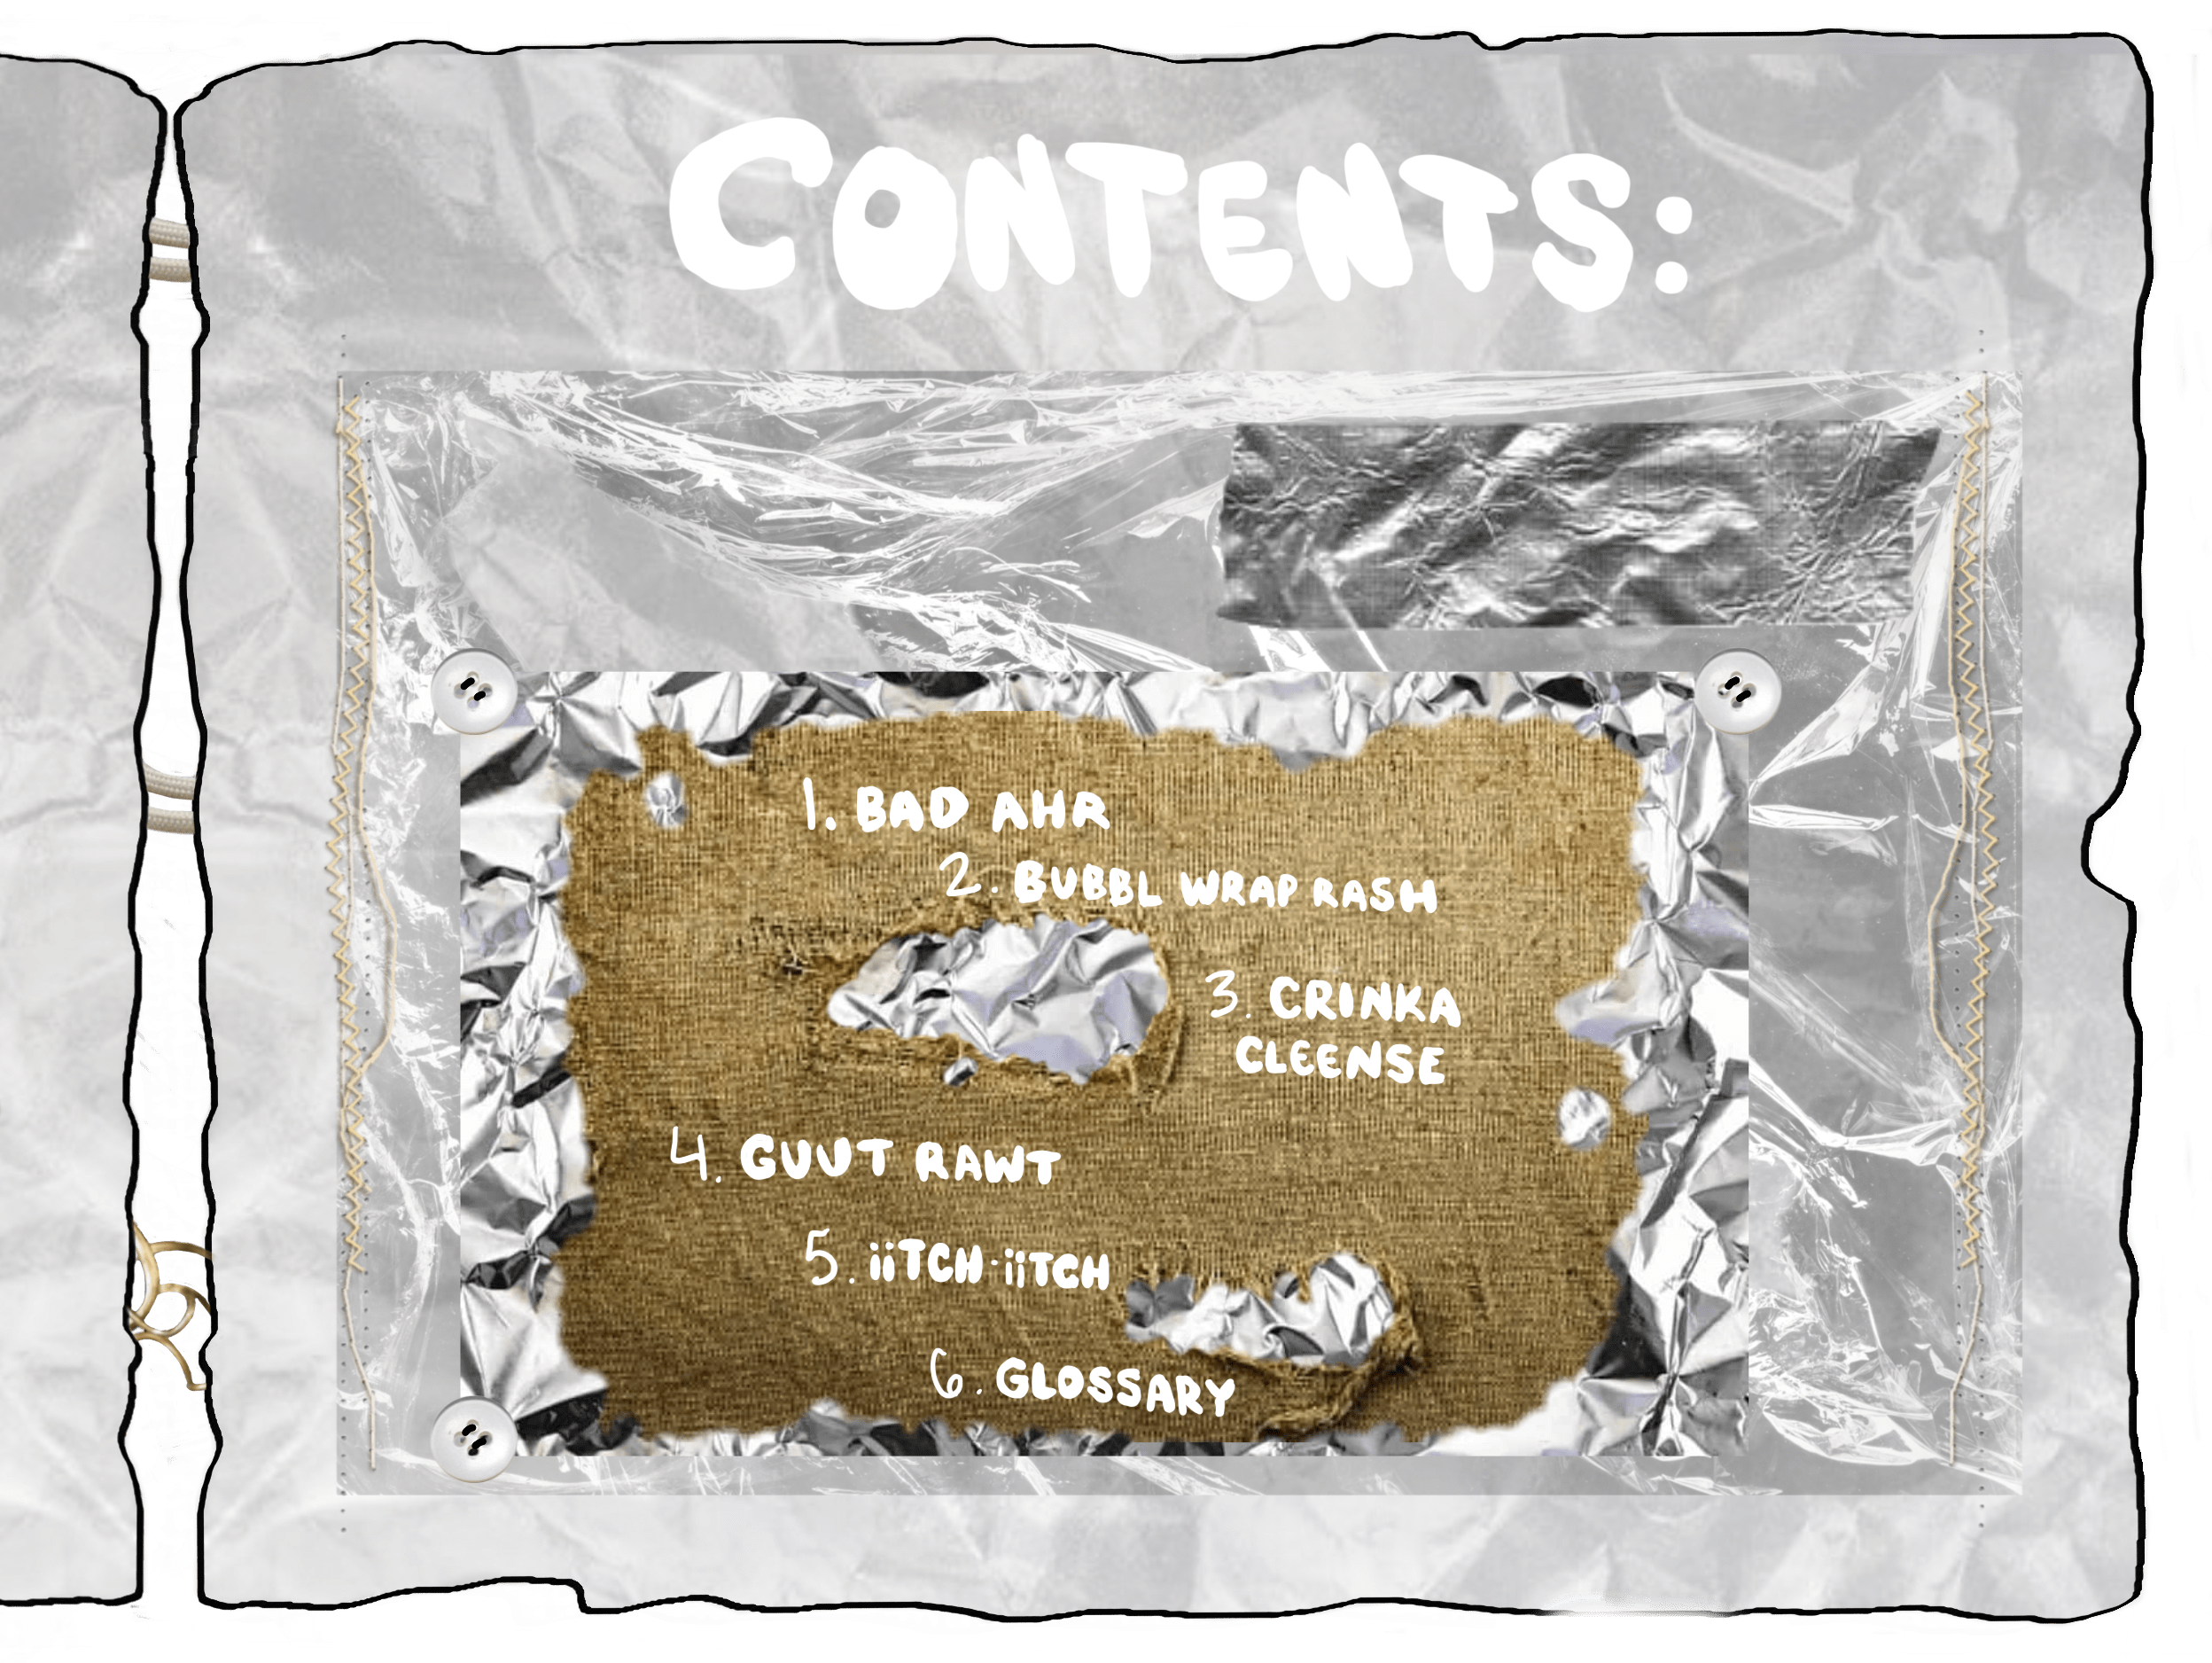 CONTENTS:
1. BAD AHR
2. BUBBL WRAP RASH
3. CRINKA
CLEENSE
4. GUUT RAWT
5. iiTCH·iiTCH
6. GLOSSARY